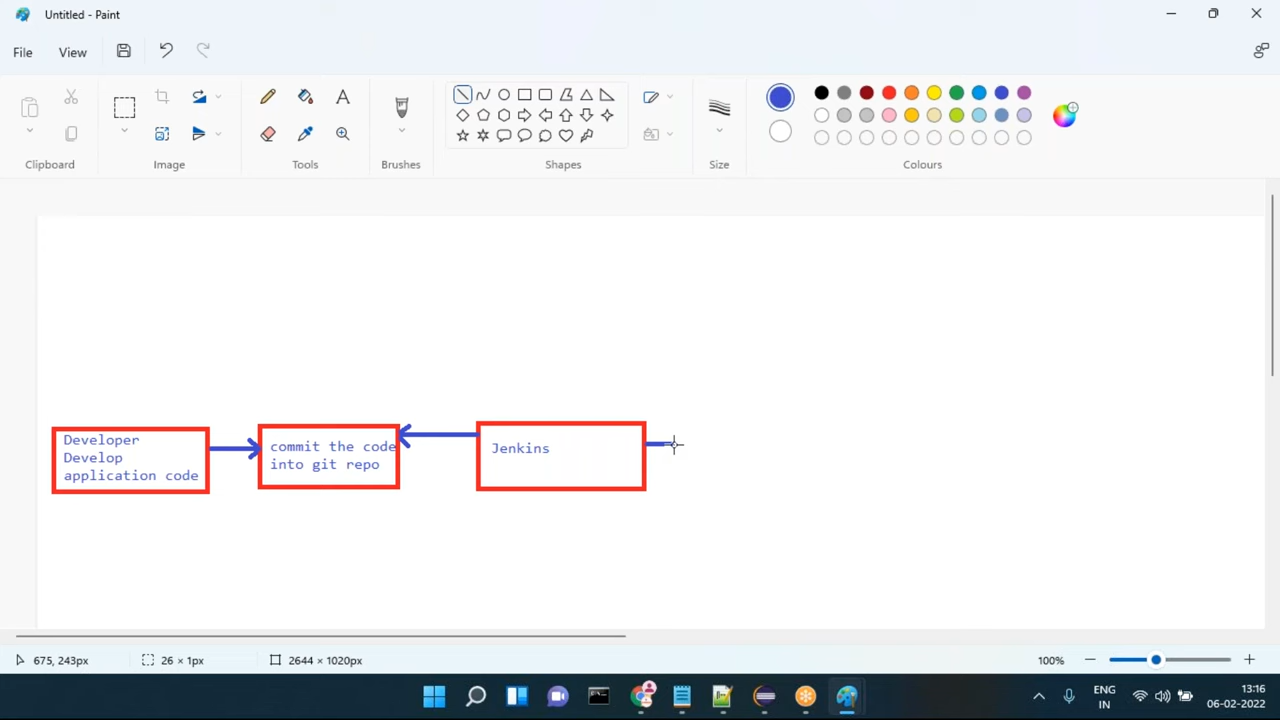 Untitled - Paint
File View
Clipboard Image Tools Brushes Shapes Size Colours
Developer
Develop
application code
commit the code
into git repo
Jenkins
675, 243px 26 × 1px 2644 × 1020px 100%
ENG
IN
13:16
06-02-2022